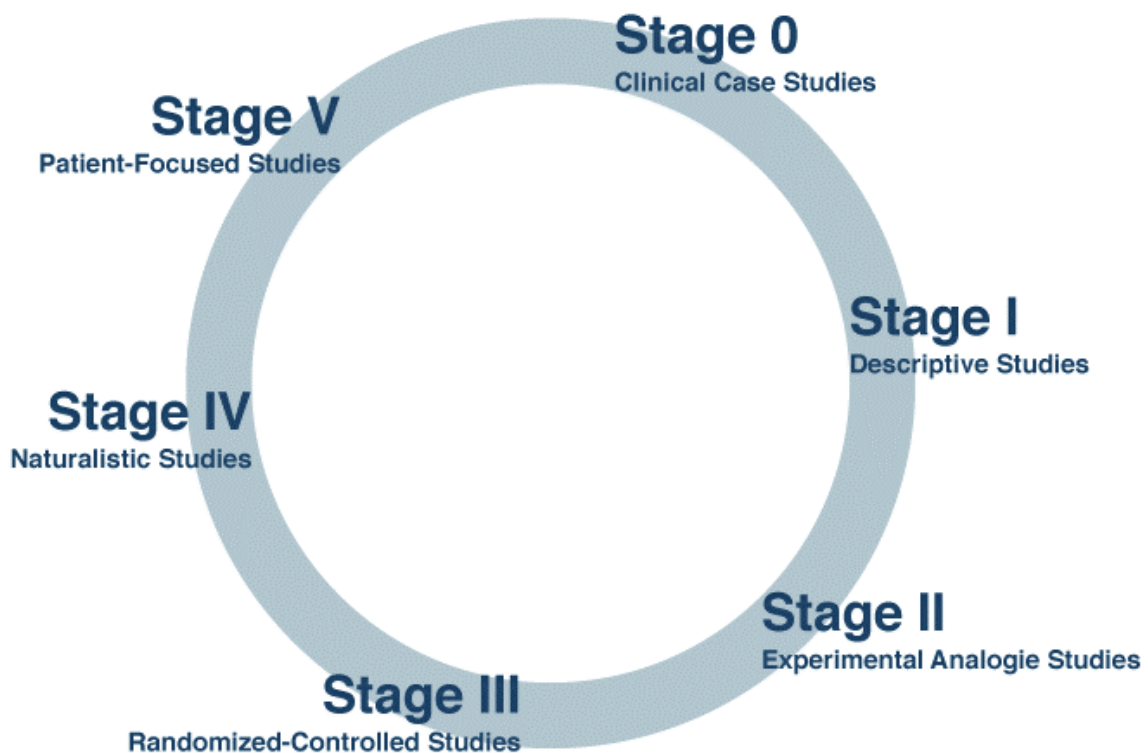 Stage 0
Clinical Case Studies
Stage I
Descriptive Studies
Stage II
Experimental Analogie Studies
Stage III
Randomized-Controlled Studies
Stage IV
Naturalistic Studies
Stage V
Patient-Focused Studies